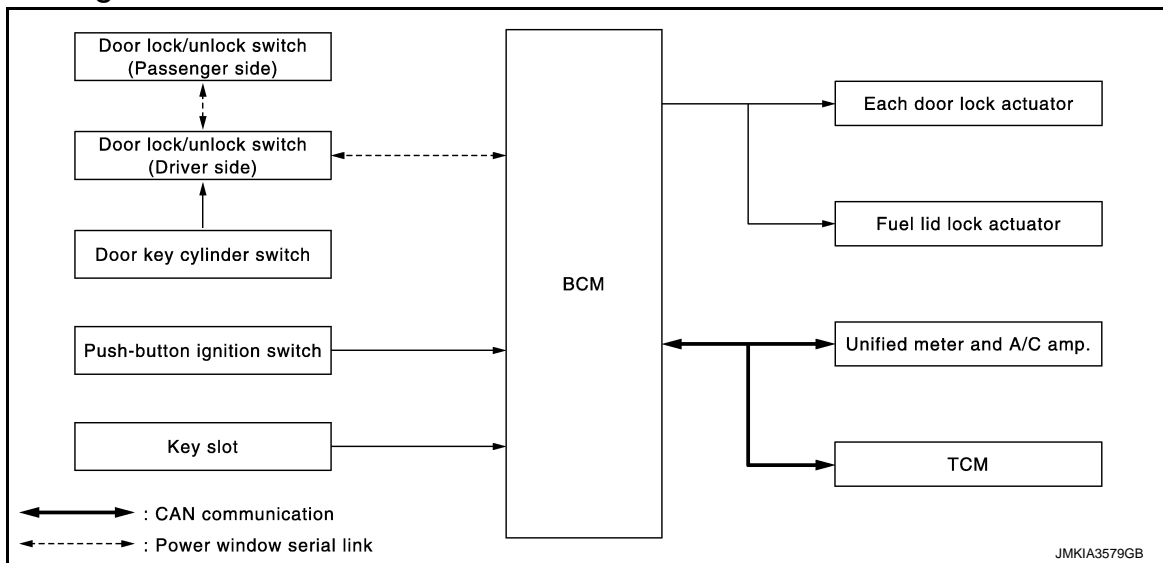 Door lock/unlock switch
(Passenger side)
Door lock/unlock switch
(Driver side)
Door key cylinder switch
Push-button ignition switch
Key slot
BCM
Each door lock actuator
Fuel lid lock actuator
Unified meter and A/C amp.
TCM
: CAN communication
: Power window serial link
JMKIA3579GB